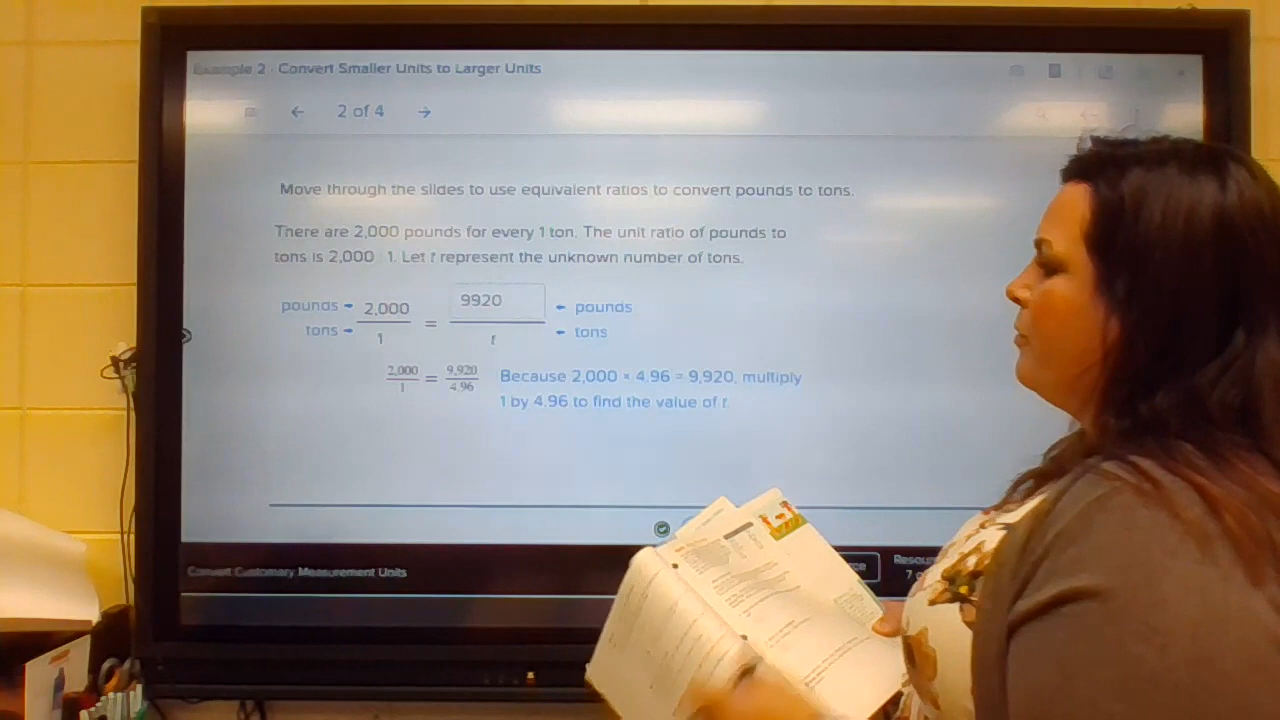 Example 2 Convert Smaller Units to Larger Units
← 2 of 4 →
Move through the slides to use equivalent ratios to convert pounds to tons.
There are 2,000 pounds for every 1 ton. The unit ratio of pounds to
tons is 2,000 1. Let t represent the unknown number of tons.
pounds → 2,000 = 9920 ← pounds
tons → 1 t ← tons
2,000 = 9,920 Because 2,000 × 4.96 = 9,920, multiply
1 4.96 1 by 4.96 to find the value of t
Convert Customary Measurement Units